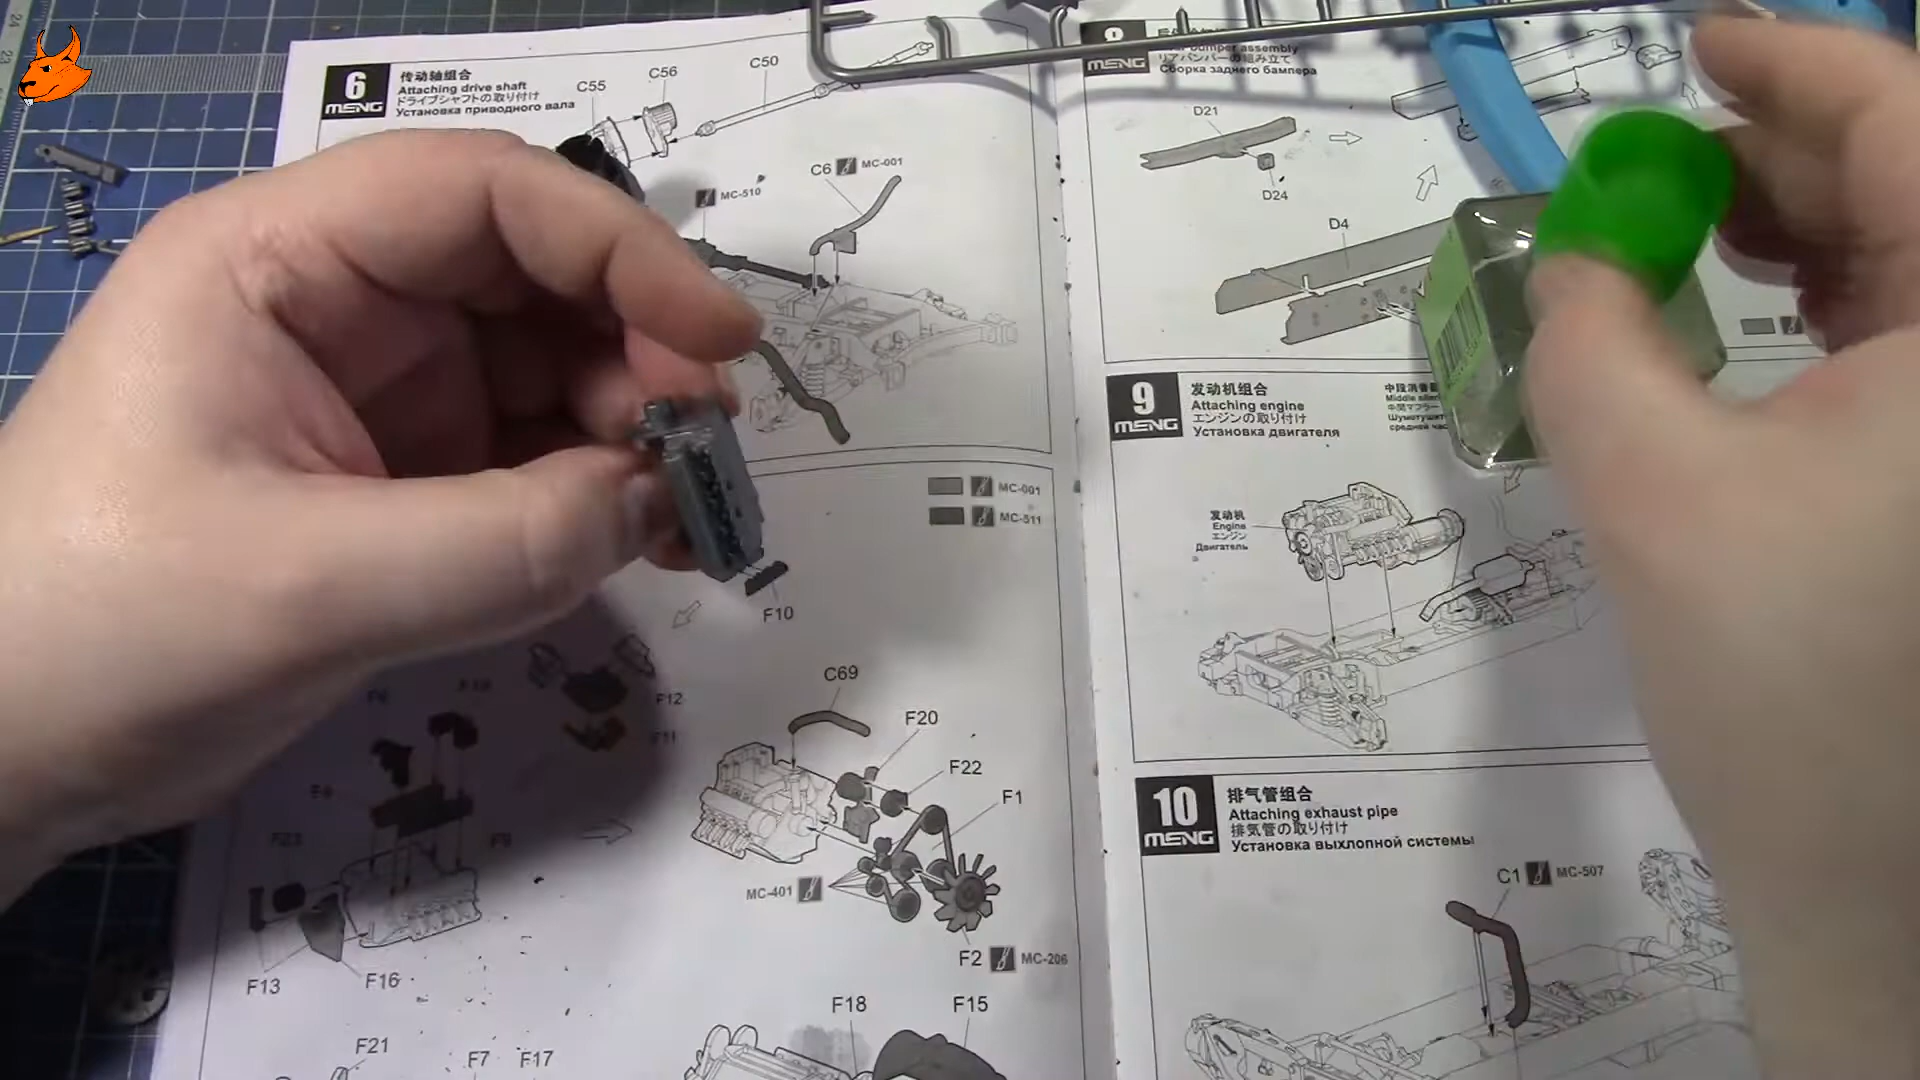 6
MENG
传动轴组合
Attaching drive shaft
ドライブシャフトの取り付け
Установка приводного вала
C55
C56
C50
MC-510
C6
MC-001
MC-001
MC-511
F10
F12
F11
C69
F20
F22
F1
MC-401
F2
MC-206
F13
F16
F21
F7
F17
F18
F15
8
MENG
bumper assembly
リアバンパーの組み立て
Сборка заднего бампера
D21
D24
D4
9
MENG
发动机组合
Attaching engine
エンジンの取り付け
Установка двигателя
发动机
Engine
エンジン
Двигатель
10
MENG
排气管组合
Attaching exhaust pipe
排気管の取り付け
Установка выхлопной системы
C1
MC-507